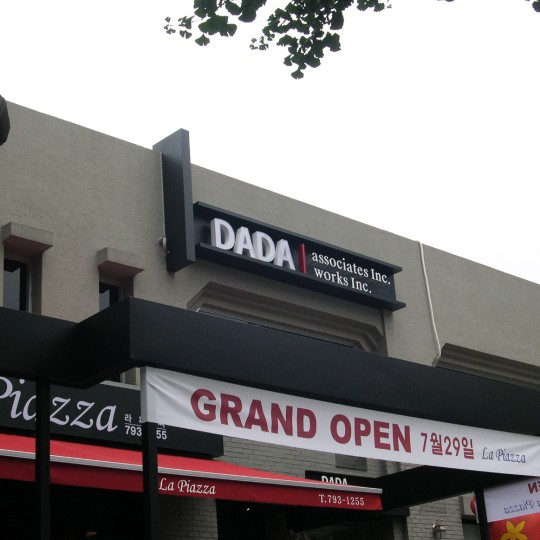 DADA
associates Inc.
works Inc.
Piazza
793 55
GRAND OPEN 7월29일 La Piazza
La Piazza
T.793-1255
DADA